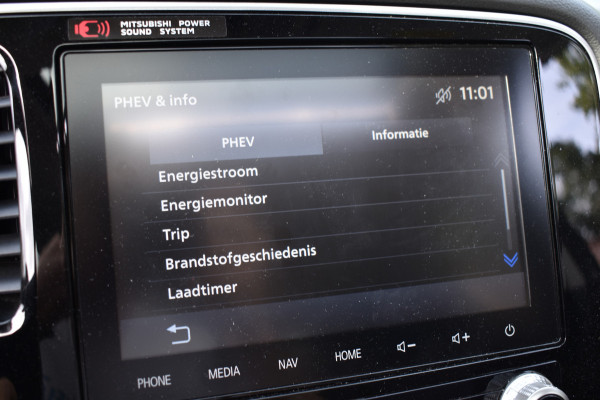 MITSUBISHI POWER
SOUND SYSTEM
PHEV & info
11:01
PHEV
Informatie
Energiestroom
Energiemonitor
Trip
Brandstofgeschiedenis
Laadtimer
PHONE MEDIA NAV HOME